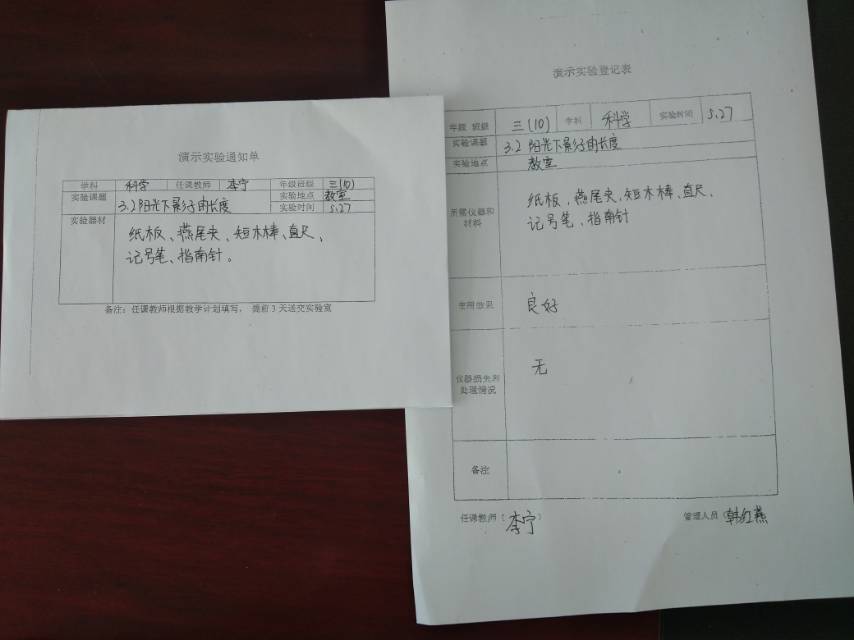 演示实验通知单
学科 科学 任课教师 李宁 年级班级 三(10)
实验课题 3.2阳光下影子的长度 实验地点 教室
实验时间 5.27
实验器材 纸板、燕尾夹、短木棒、直尺、
记号笔、指南针。
备注：任课教师根据教学计划填写， 提前3天送交实验室
演示实验登记表
年级 班级 三(10) 学科 科学 实验时间 5.27
实验课题 3.2 阳光下影子的长度
实验地点 教室
所需仪器和
材料
纸板、燕尾夹、短木棒、直尺、
记号笔、指南针
使用效果 良好
仪器损失及
处理情况
无
备注
任课教师（李宁） 管理人员（韩红燕